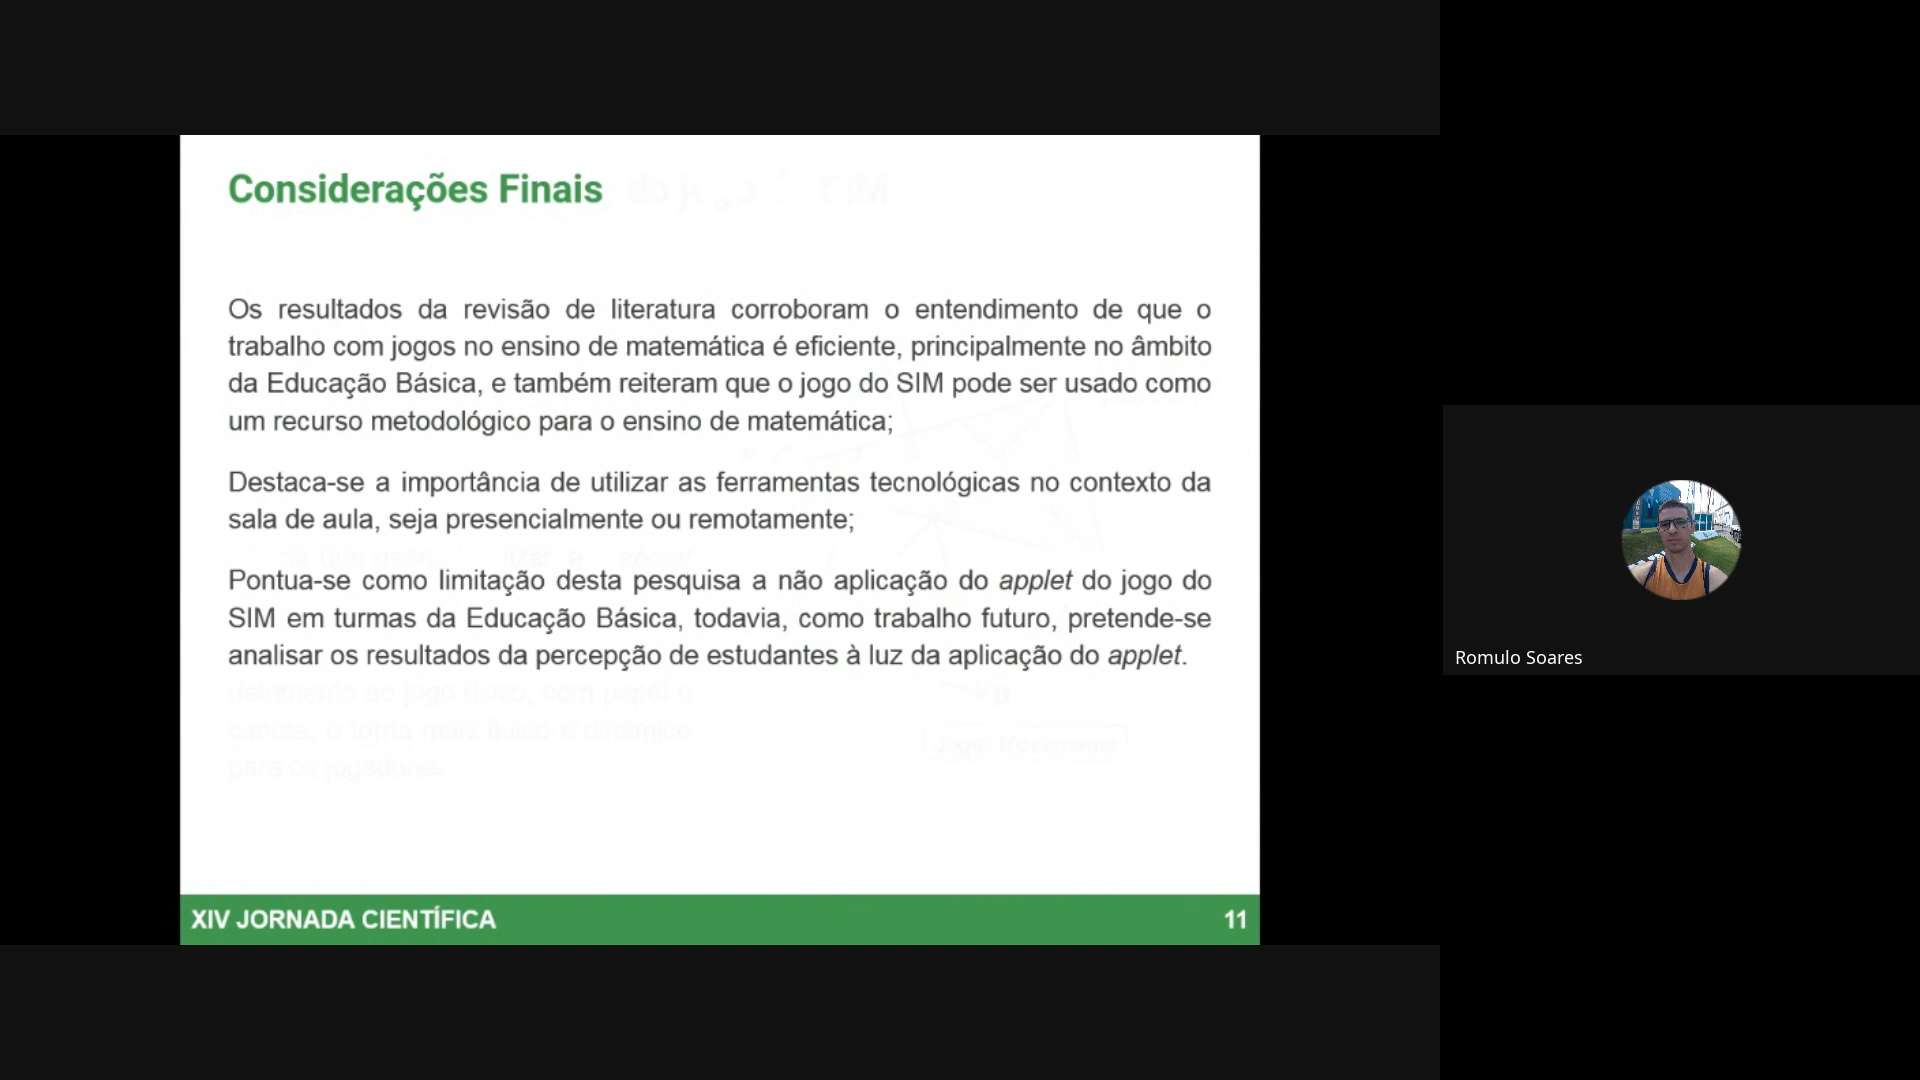 Considerações Finais
Os resultados da revisão de literatura corroboram o entendimento de que o
trabalho com jogos no ensino de matemática é eficiente, principalmente no âmbito
da Educação Básica, e também reiteram que o jogo do SIM pode ser usado como
um recurso metodológico para o ensino de matemática;
Destaca-se a importância de utilizar as ferramentas tecnológicas no contexto da
sala de aula, seja presencialmente ou remotamente;
Pontua-se como limitação desta pesquisa a não aplicação do applet do jogo do
SIM em turmas da Educação Básica, todavia, como trabalho futuro, pretende-se
analisar os resultados da percepção de estudantes à luz da aplicação do applet.
para os jogadores
Jogar Novamente
XIV JORNADA CIENTÍFICA
11
Romulo Soares